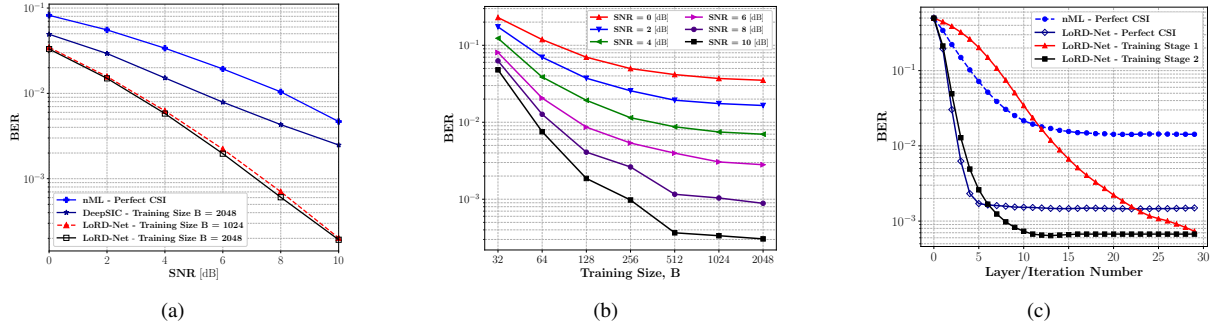 10⁻¹
10⁻²
10⁻³
BER
0 2 4 6 8 10
SNR [dB]
nML - Perfect CSI
DeepSIC - Training Size B = 2048
LoRD-Net - Training Size B = 1024
LoRD-Net - Training Size B = 2048
(a)
10⁻¹
10⁻²
10⁻³
BER
32 64 128 256 512 1024 2048
Training Size, B
SNR = 0 [dB]
SNR = 2 [dB]
SNR = 4 [dB]
SNR = 6 [dB]
SNR = 8 [dB]
SNR = 10 [dB]
(b)
10⁻¹
10⁻²
10⁻³
BER
0 5 10 15 20 25 30
Layer/Iteration Number
nML - Perfect CSI
LoRD-Net - Perfect CSI
LoRD-Net - Training Stage 1
LoRD-Net - Training Stage 2
(c)